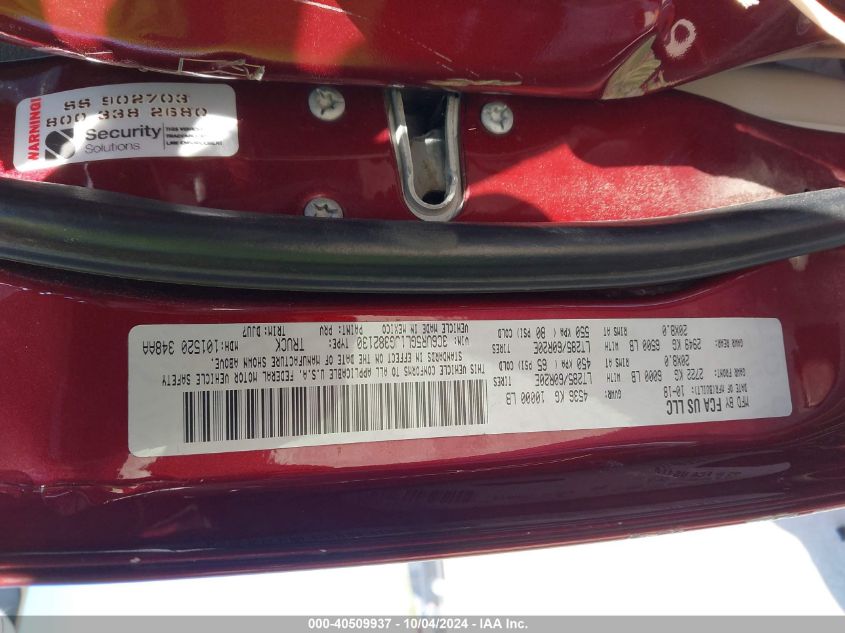 WARNING!
SS 902703
800 338 2680
Security
Solutions
THIS VEHICLE
MFD BY FCA US LLC
DATE OF MFR(BUILT): 10-18 GVWR: 4536 KG 10000 LB
GAWR FRONT: 2722 KG 6000 LB WITH LT285/60R20E TIRES
20X8.0 RIMS AT 450 KPA ( 65 PSI) COLD
GAWR REAR: 2949 KG 6500 LB WITH LT285/60R20E TIRES
20X8.0 RIMS AT 550 KPA ( 80 PSI) COLD
THIS VEHICLE CONFORMS TO ALL APPLICABLE U.S.A. FEDERAL MOTOR VEHICLE SAFETY
STANDARDS IN EFFECT ON THE DATE OF MANUFACTURE SHOWN ABOVE.
VIN: 3C6UR5GL1JG382130 TYPE: TRUCK MDH:101520 348AA
VEHICLE MADE IN MEXICO PAINT: PRV TRIM: DJU7
000-40509937 - 10/04/2024 - IAA Inc.